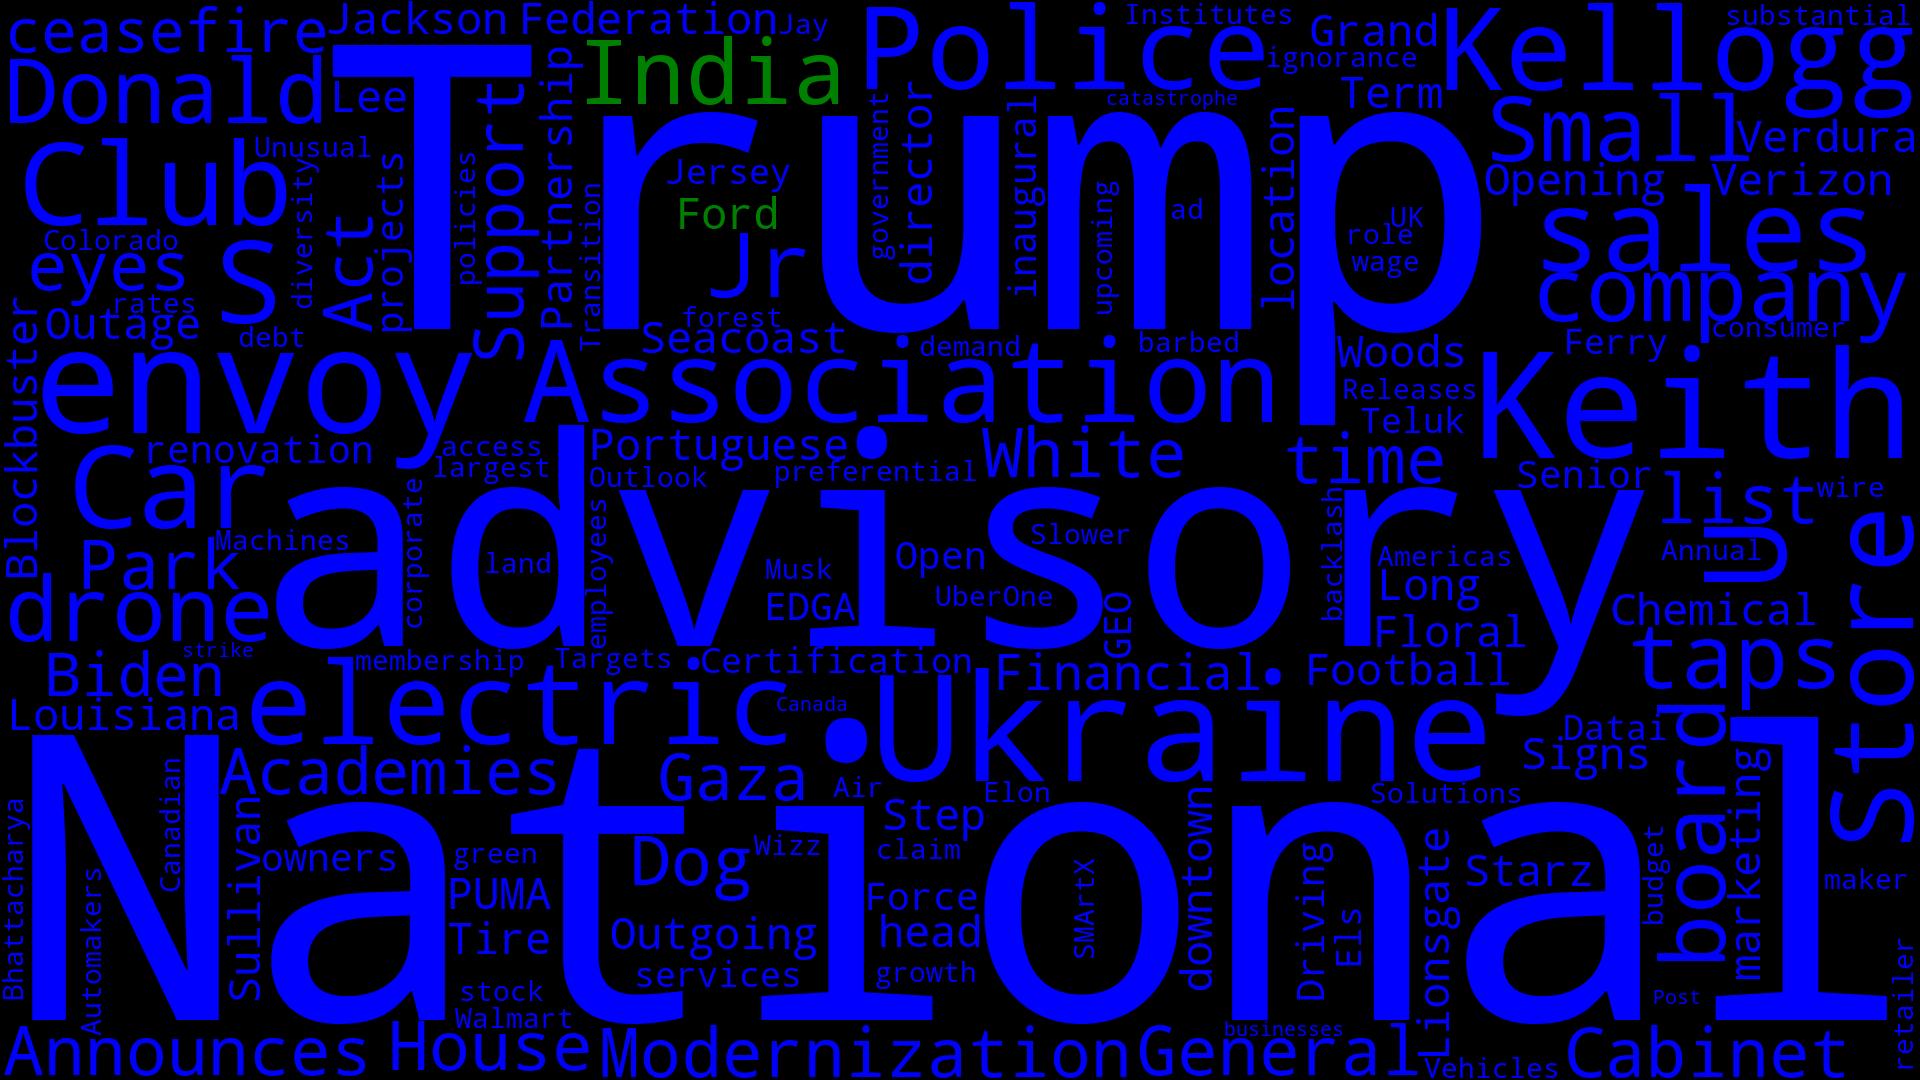 ceasefire
Jackson
Federation
Jay
India
Police
Institutes
ignorance
Grand
Kellogg
substantial
Donald
Lee
Trump
Partnership
Support
catastrophe
Term
Small
Verdura
Club
Unusual
diversity
Act
projects
policies
Transition
Jersey
Ford
Jr
government
director
inaugural
upcoming
ad
location
UK
role
wage
Opening
Verizon
sales
Colorado
eyes
S
rates
Outage
debt
forest
Seacoast
company
consumer
Blockbuster
envoy
Association
demand
barbed
Woods
Ferry
Releases
Teluk
Keith
renovation
access
largest
Portuguese
Outlook
preferential
White
time
Senior
list
wire
Car
advisory
corporate
land
employees
Musk
EDGA
Open
UberOne
Slower
GEO
backlash
Americas
Long
Floral
Annual
U
Store
Machines
Park
drone
Chemical
strike
Biden
membership
Targets
Certification
Financial
Football
taps
Louisiana
electric
Canada
Ukraine
Datai
Signs
board
National
Canadian
Academies
Gaza
Air
Elon
Solutions
marketing
Bhattacharya
Automakers
Sullivan
owners
green
PUMA
Tire
Dog
Wizz
Step
claim
Force
head
downtown
SMArtX
Driving
Els
Lionsgate
Starz
budget
maker
Outgoing
services
growth
stock
Walmart
Post
retailer
Announces
House
Modernization
General
businesses
Vehicles
Cabinet